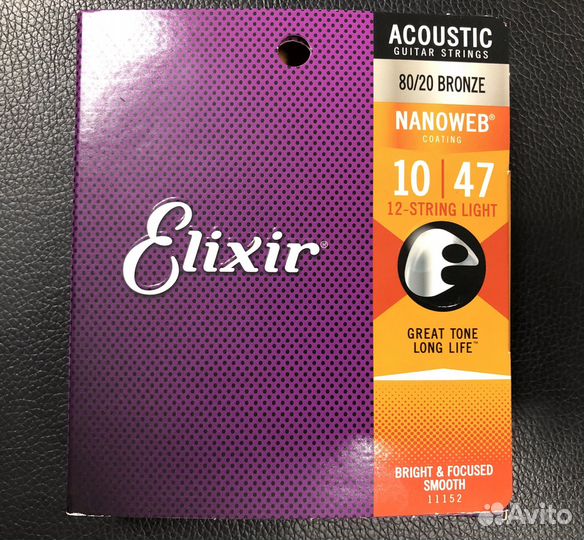 Elixir®
ACOUSTIC
GUITAR STRINGS
80/20 BRONZE
NANOWEB®
COATING
10 | 47
12-STRING LIGHT
GREAT TONE
LONG LIFE™
BRIGHT & FOCUSED
SMOOTH
11152
Avito